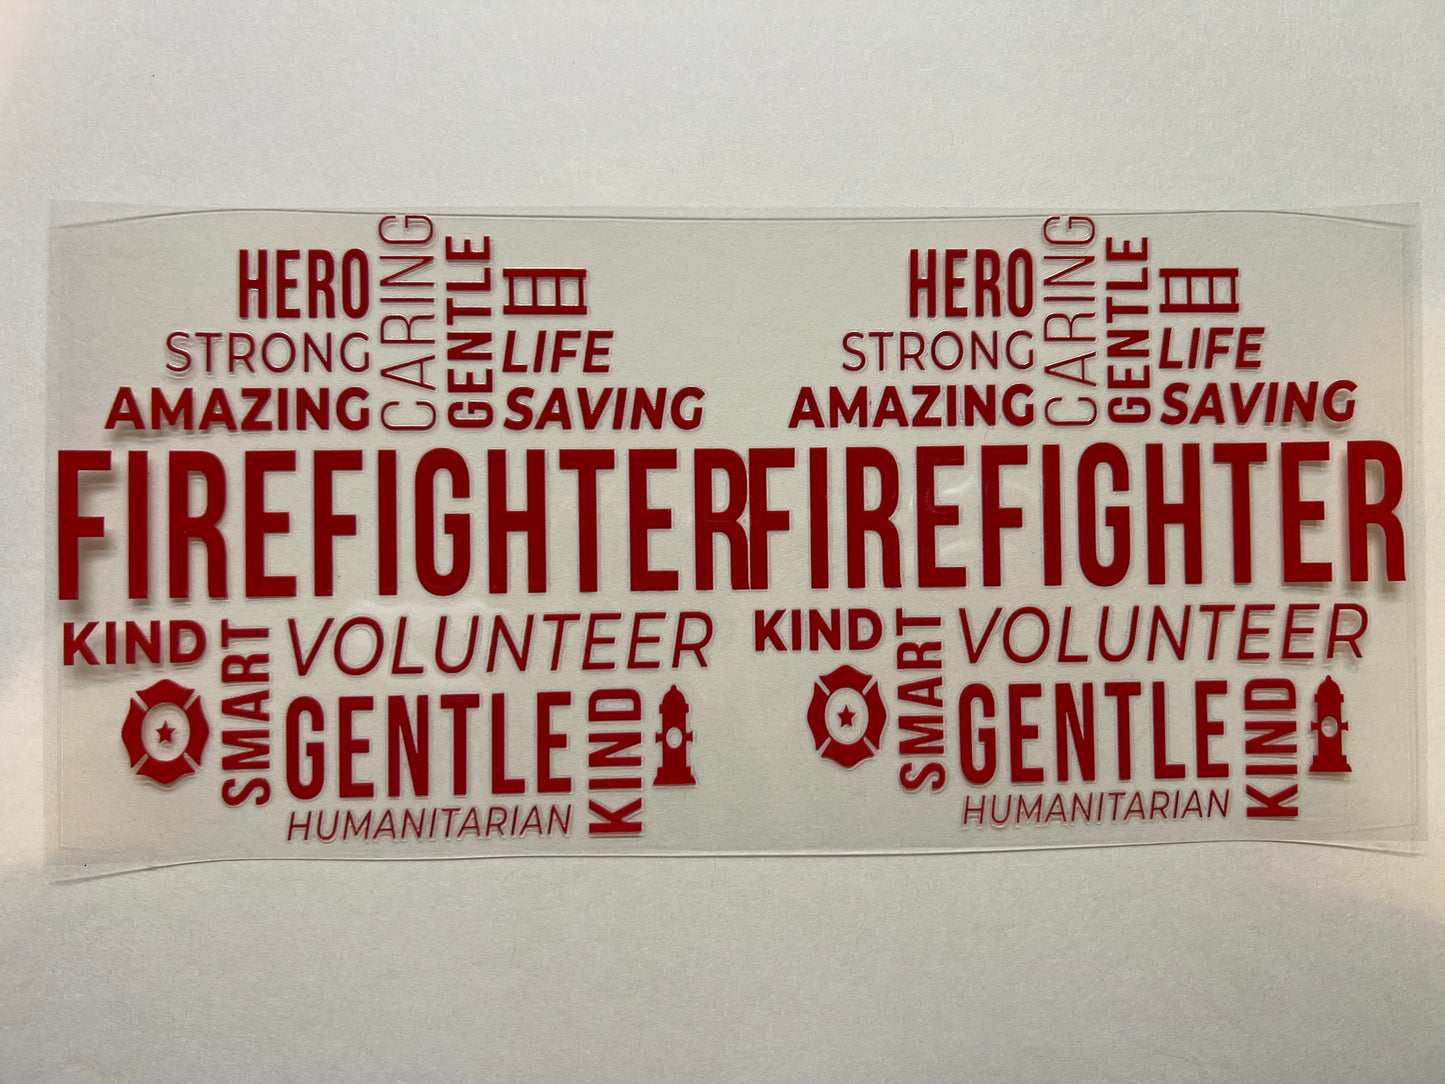 HERO
CARING
GENTLE
STRONG
LIFE
AMAZING
SAVING
FIREFIGHTER
KIND
SMART
VOLUNTEER
GENTLE
KIND
HUMANITARIAN
HERO
CARING
GENTLE
STRONG
LIFE
AMAZING
SAVING
FIREFIGHTER
KIND
SMART
VOLUNTEER
GENTLE
KIND
HUMANITARIAN